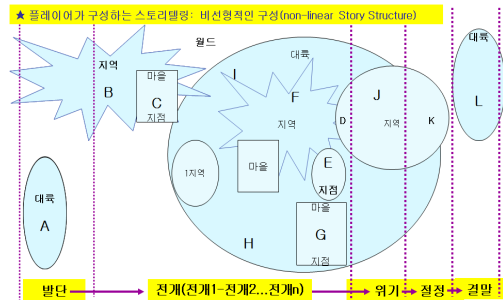 ★ 플레이어가 구성하는 스토리텔링: 비선형적인 구성(non-linear Story Structure)
월드
대륙
대륙
L
지역
B
마을
C
지점
I
F
지역
J
D
지역
K
1지역
마을
E
지점
대륙
A
마을
G
지점
H
발단
전개(전개1-전개2...전개n)
위기
절정
결말